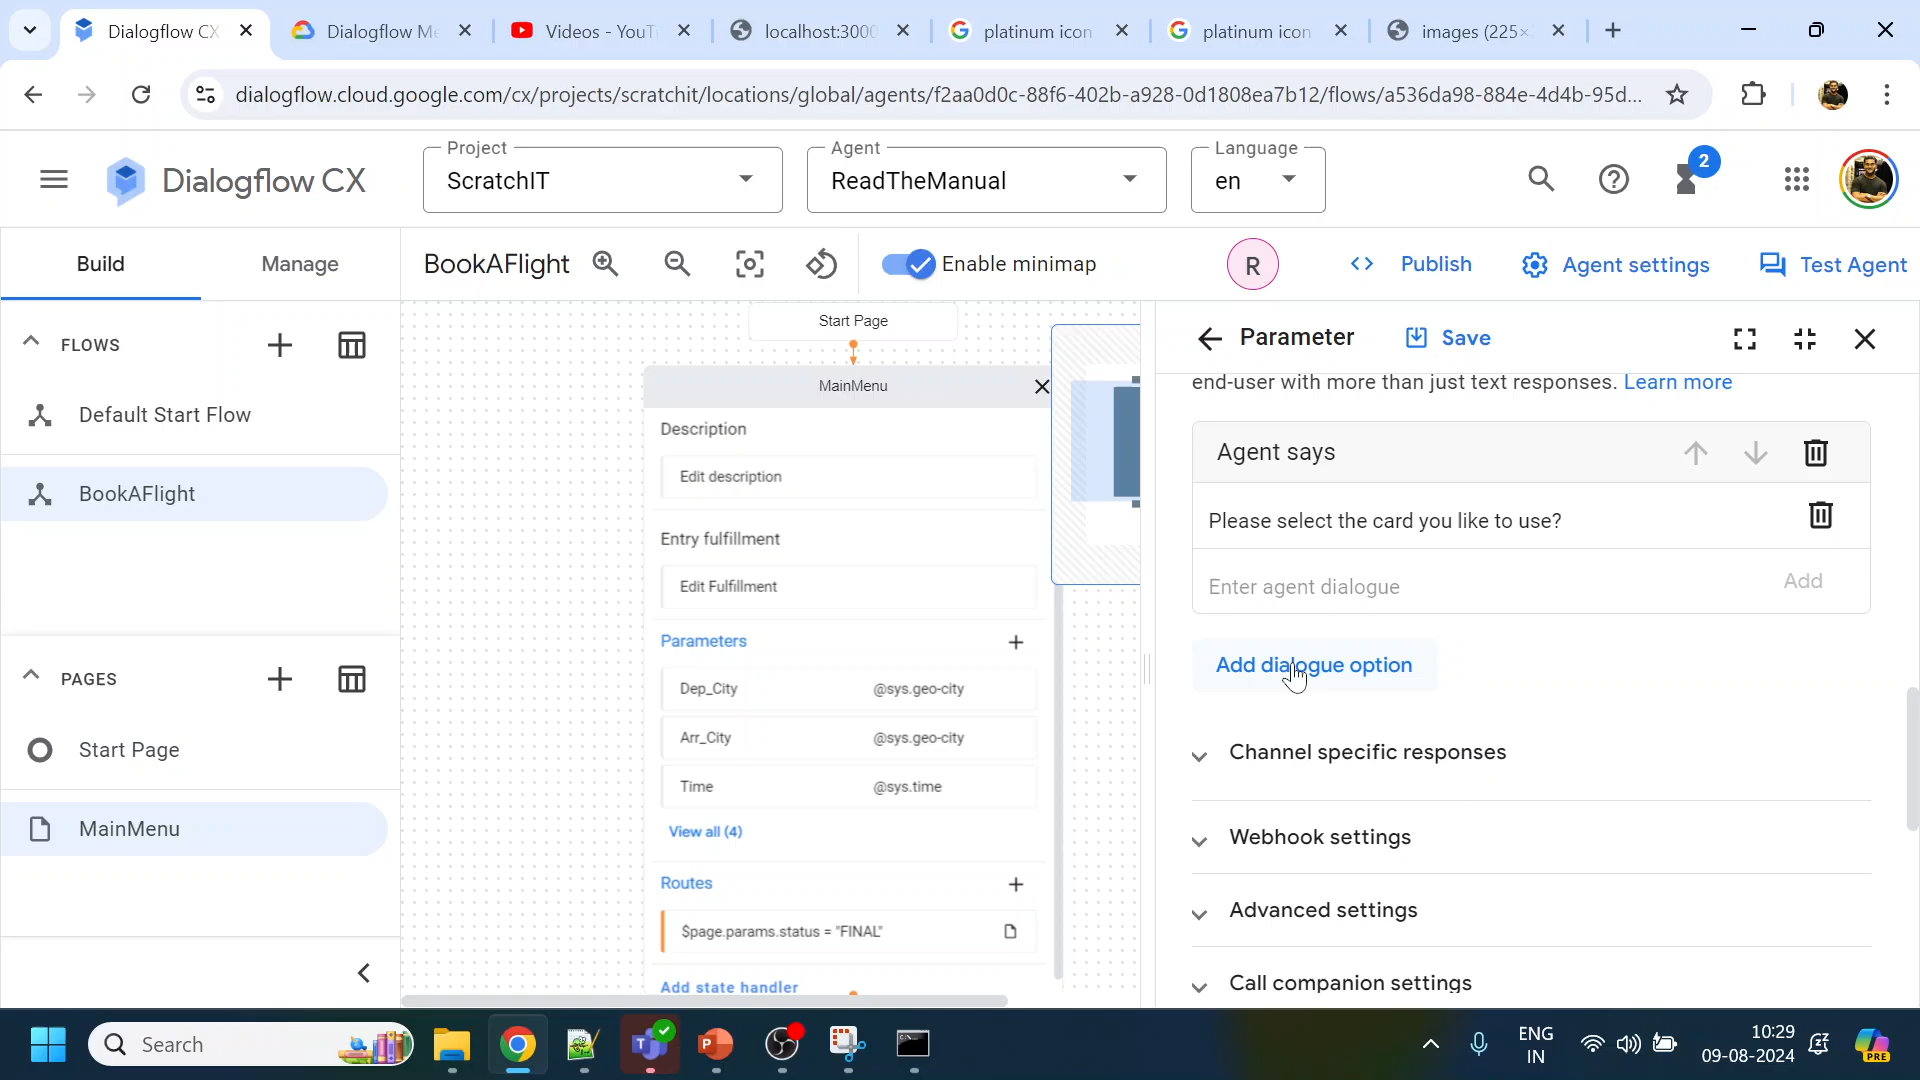 Dialogflow CX
Dialogflow Me
Videos - YouT
localhost:3000
platinum icon
platinum icon
images (225×
dialogflow.cloud.google.com/cx/projects/scratchit/locations/global/agents/f2aa0d0c-88f6-402b-a928-0d1808ea7b12/flows/a536da98-884e-4d4b-95d...
Dialogflow CX
Project
ScratchIT
Agent
ReadTheManual
Language
en
2
Build
Manage
BookAFlight
Enable minimap
R
Publish
Agent settings
Test Agent
FLOWS
Default Start Flow
BookAFlight
PAGES
Start Page
MainMenu
Start Page
MainMenu
Description
Edit description
Entry fulfillment
Edit Fulfillment
Parameters
Dep_City @sys.geo-city
Arr_City @sys.geo-city
Time @sys.time
View all (4)
Routes
$page.params.status = "FINAL"
Add state handler
Parameter
Save
end-user with more than just text responses. Learn more
Agent says
Please select the card you like to use?
Enter agent dialogue
Add
Add dialogue option
Channel specific responses
Webhook settings
Advanced settings
Call companion settings
Search
ENG
IN
10:29
09-08-2024
PRE